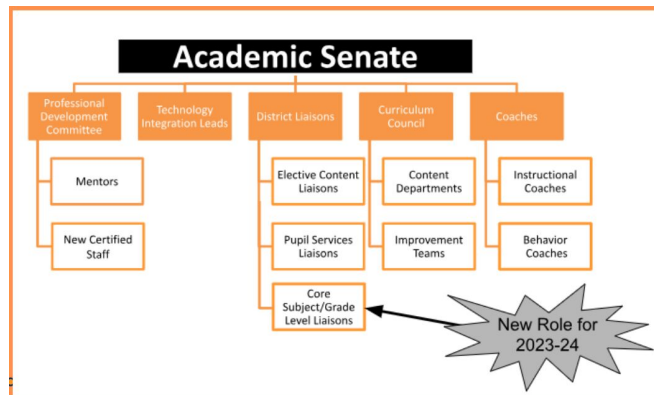 Academic Senate
Professional
Development
Committee
Technology
Integration Leads
District Liaisons
Curriculum
Council
Coaches
Mentors
Elective Content
Liaisons
Content
Departments
Instructional
Coaches
New Certified
Staff
Pupil Services
Liaisons
Improvement
Teams
Behavior
Coaches
Core
Subject/Grade
Level Liaisons
New Role for
2023-24